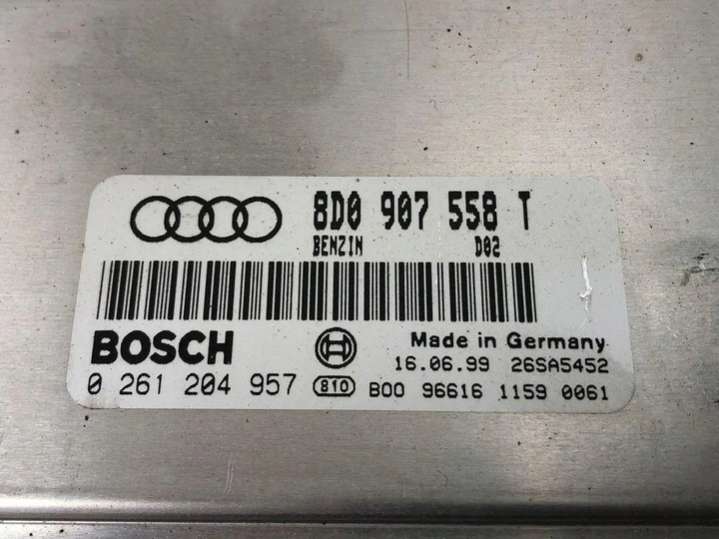 8D0 907 558 T
BENZIN D02
BOSCH
Made in Germany
16.06.99 26SA5452
0 261 204 957 810 B00 96616 1159 0061